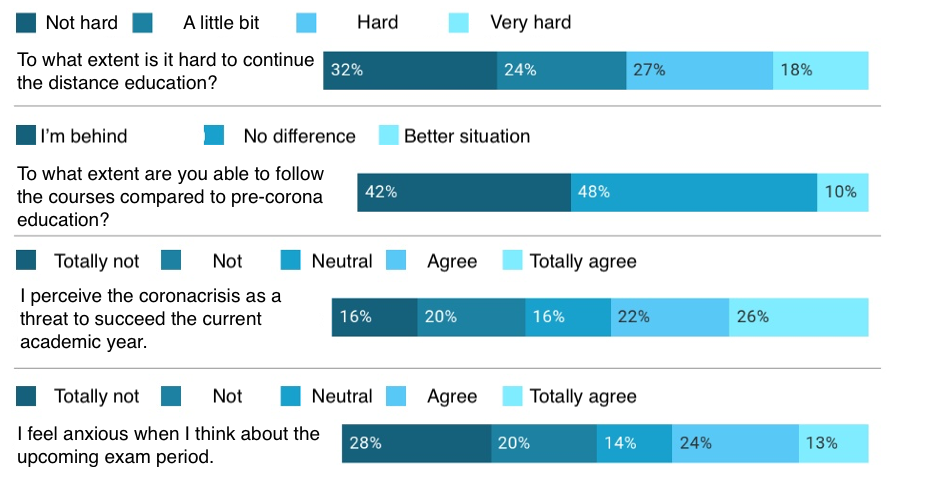 Not hard A little bit Hard Very hard
To what extent is it hard to continue
the distance education?
32% 24% 27% 18%
I'm behind No difference Better situation
To what extent are you able to follow
the courses compared to pre-corona
education?
42% 48% 10%
Totally not Not Neutral Agree Totally agree
I perceive the coronacrisis as a
threat to succeed the current
academic year.
16% 20% 16% 22% 26%
Totally not Not Neutral Agree Totally agree
I feel anxious when I think about the
upcoming exam period.
28% 20% 14% 24% 13%